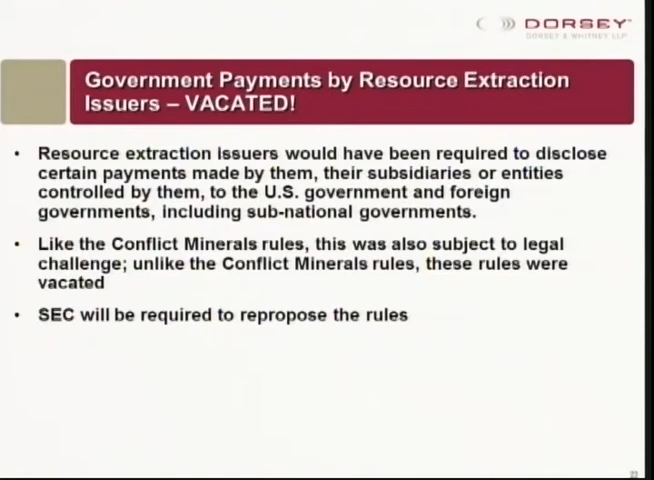 DORSEY™
DORSEY & WHITNEY LLP
Government Payments by Resource Extraction
Issuers – VACATED!
• Resource extraction issuers would have been required to disclose
certain payments made by them, their subsidiaries or entities
controlled by them, to the U.S. government and foreign
governments, including sub-national governments.
• Like the Conflict Minerals rules, this was also subject to legal
challenge; unlike the Conflict Minerals rules, these rules were
vacated
• SEC will be required to repropose the rules